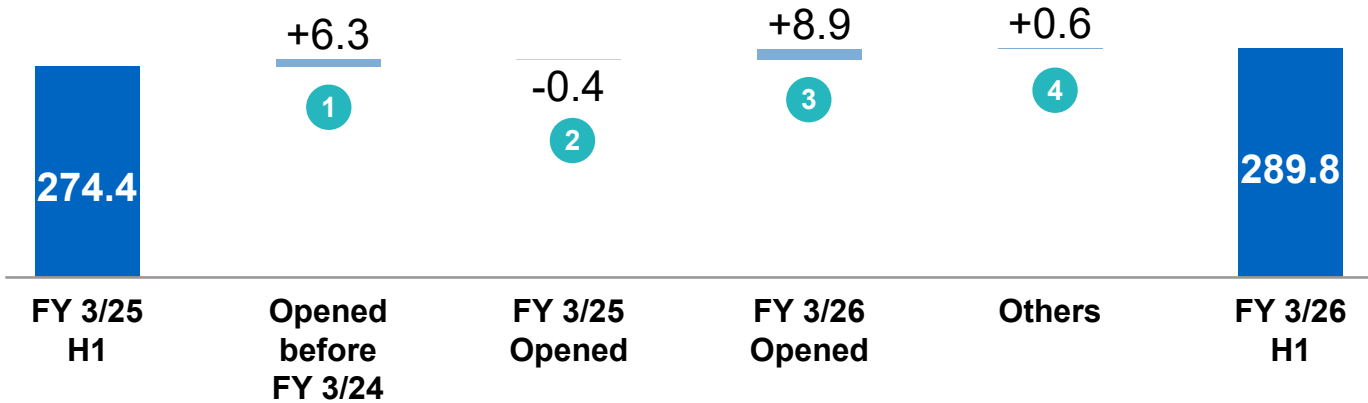 +6.3
+8.9
+0.6
-0.4
1
2
3
4
274.4
289.8
FY 3/25
H1
Opened
before
FY 3/24
FY 3/25
Opened
FY 3/26
Opened
Others
FY 3/26
H1